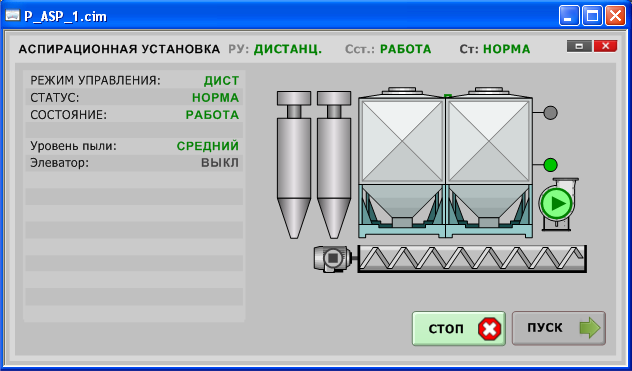 P_ASP_1.cim
АСПИРАЦИОННАЯ УСТАНОВКА РУ: ДИСТАНЦ. Сст.: РАБОТА Ст: НОРМА
РЕЖИМ УПРАВЛЕНИЯ: ДИСТ
СТАТУС: НОРМА
СОСТОЯНИЕ: РАБОТА
Уровень пыли: СРЕДНИЙ
Элеватор: ВЫКЛ
СТОП ПУСК